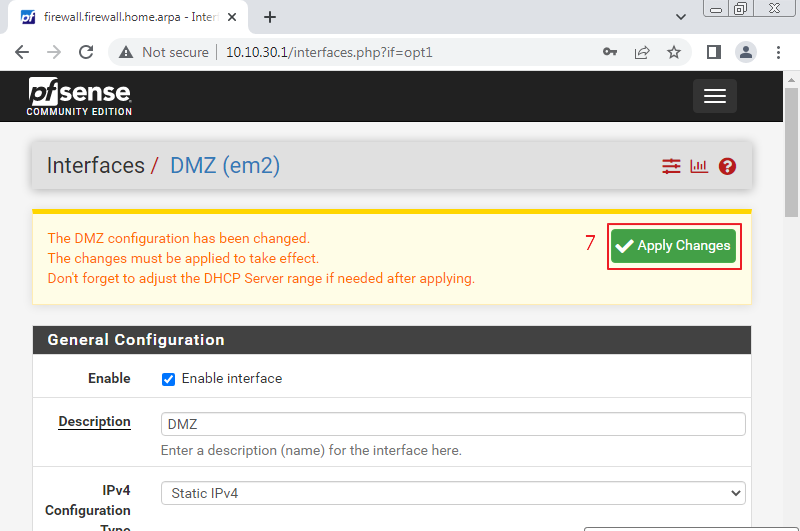 firewall.firewall.home.arpa - Inter
Not secure
10.10.30.1/interfaces.php?if=opt1
pfsense
COMMUNITY EDITION
Interfaces / DMZ (em2)
The DMZ configuration has been changed.
The changes must be applied to take effect.
Don't forget to adjust the DHCP Server range if needed after applying.
7
Apply Changes
General Configuration
Enable
Enable interface
Description
DMZ
Enter a description (name) for the interface here.
IPv4
Configuration
Type
Static IPv4